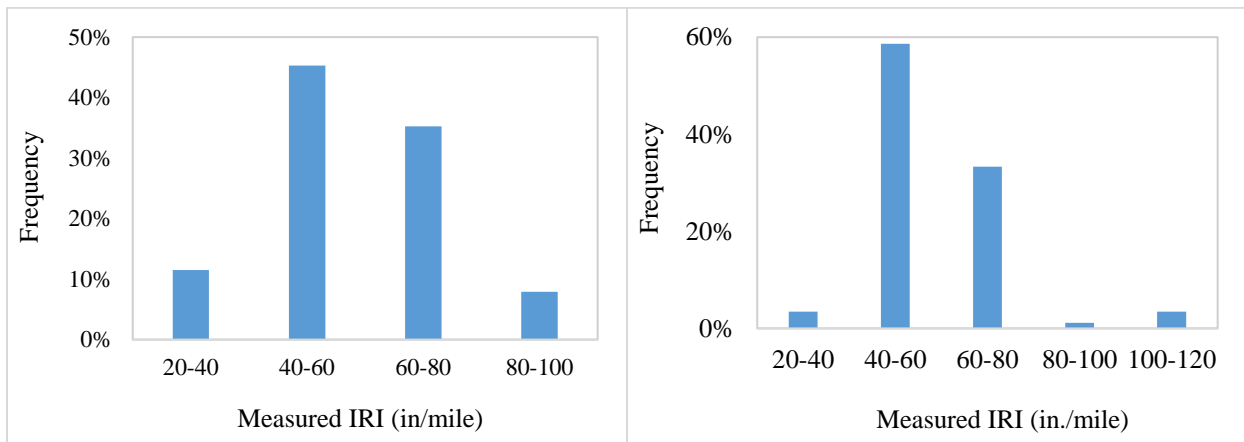 50%
40%
30%
20%
10%
0%
Frequency
20-40 40-60 60-80 80-100
Measured IRI (in/mile)
60%
40%
20%
0%
Frequency
20-40 40-60 60-80 80-100 100-120
Measured IRI (in./mile)